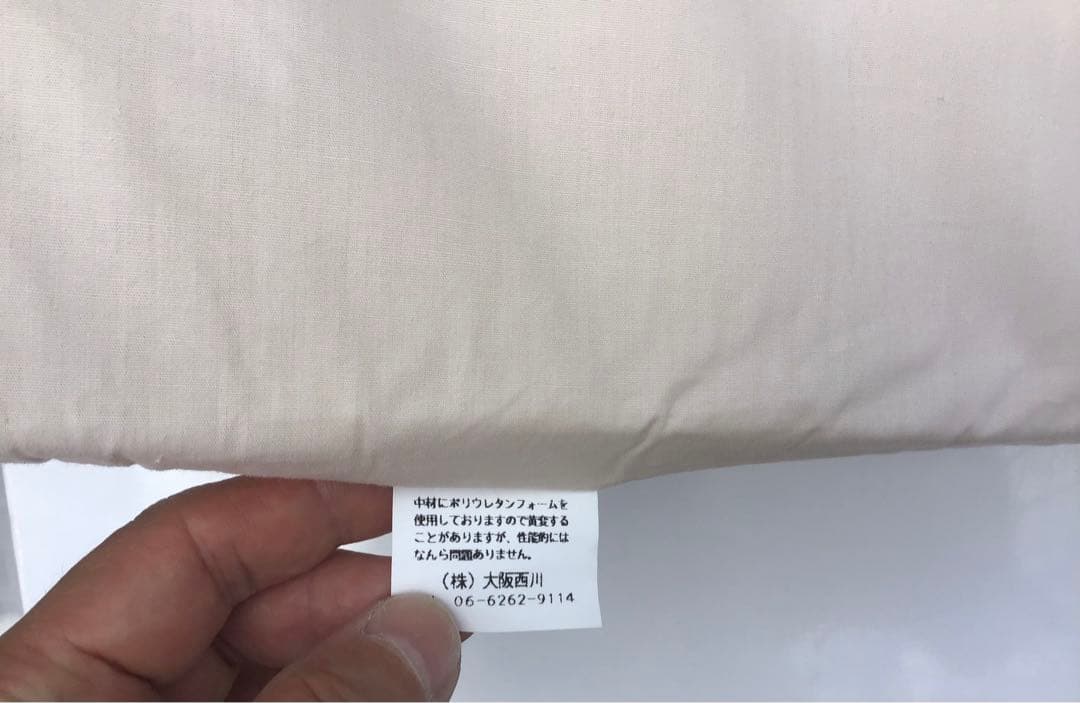 中材にポリウレタンフォームを
使用しておりますので黄変する
ことがありますが、性能的には
なんら問題ありません。
(株)大阪西川
06-6262-9114